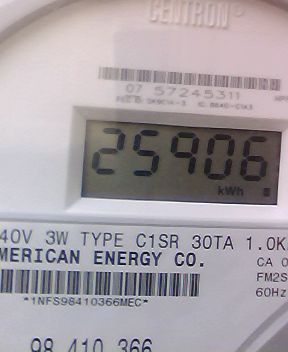 CENTRON®
07 57245311
25906
kWh
40V 3W TYPE C1SR 30TA 1.0K
MERICAN ENERGY CO.
CA 0
FM2S
60Hz
*1NFS98410366MEC*
98 410 366